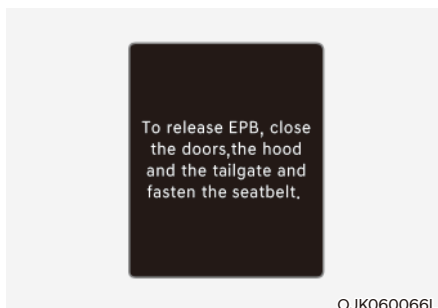 To release EPB, close
the doors,the hood
and the tailgate and
fasten the seatbelt.
OJK060066L